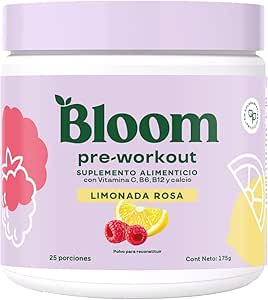 Bloom
pre-workout
SUPLEMENTO ALIMENTICIO
con Vitamina C, B6, B12 y calcio
LIMONADA ROSA
Polvo para reconstituir
25 porciones
Cont Neto: 175g